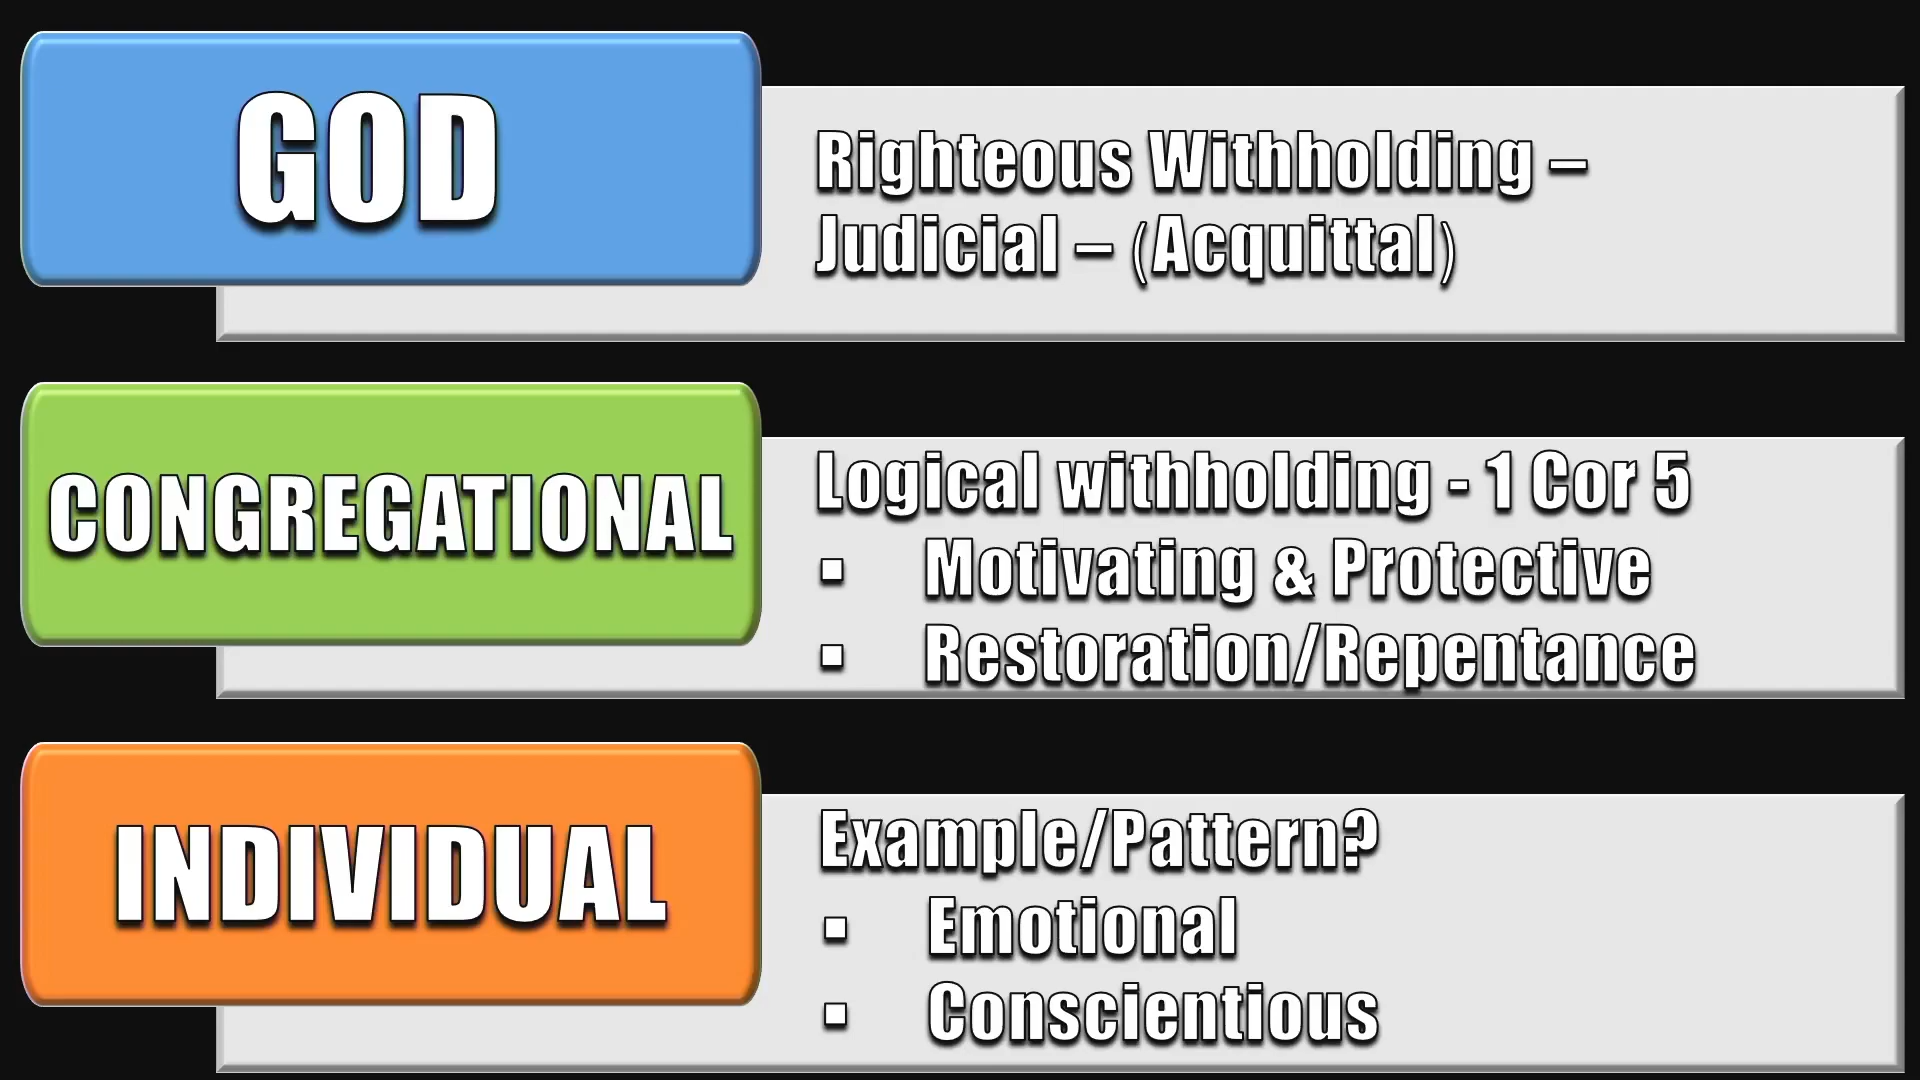 GOD
Righteous Withholding –
Judicial – (Acquittal)
CONGREGATIONAL
Logical withholding - 1 Cor 5
▪ Motivating & Protective
▪ Restoration/Repentance
INDIVIDUAL
Example/Pattern?
▪ Emotional
▪ Conscientious